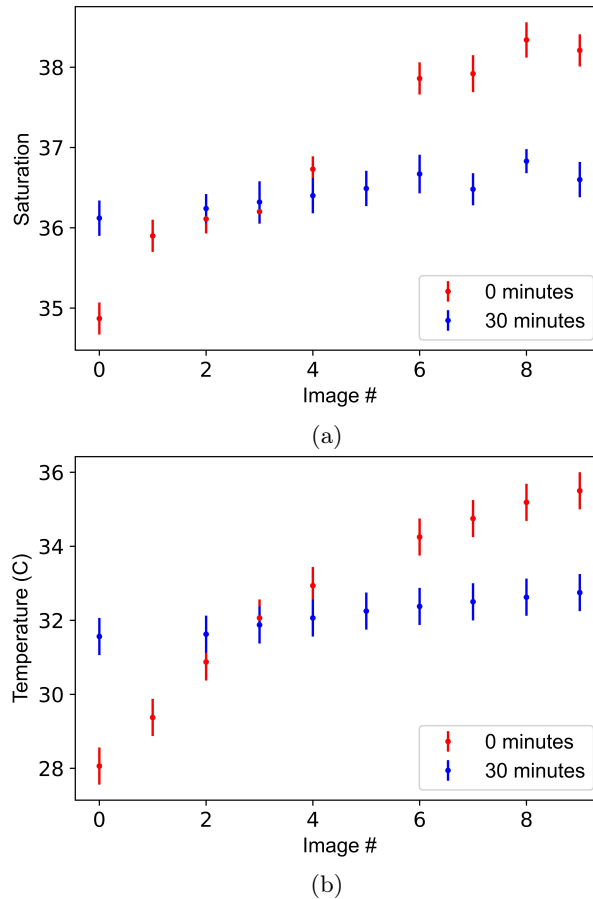 38
37
36
35
Saturation
0 minutes
30 minutes
0 2 4 6 8
Image #
(a)
36
34
32
30
28
Temperature (C)
0 minutes
30 minutes
0 2 4 6 8
Image #
(b)